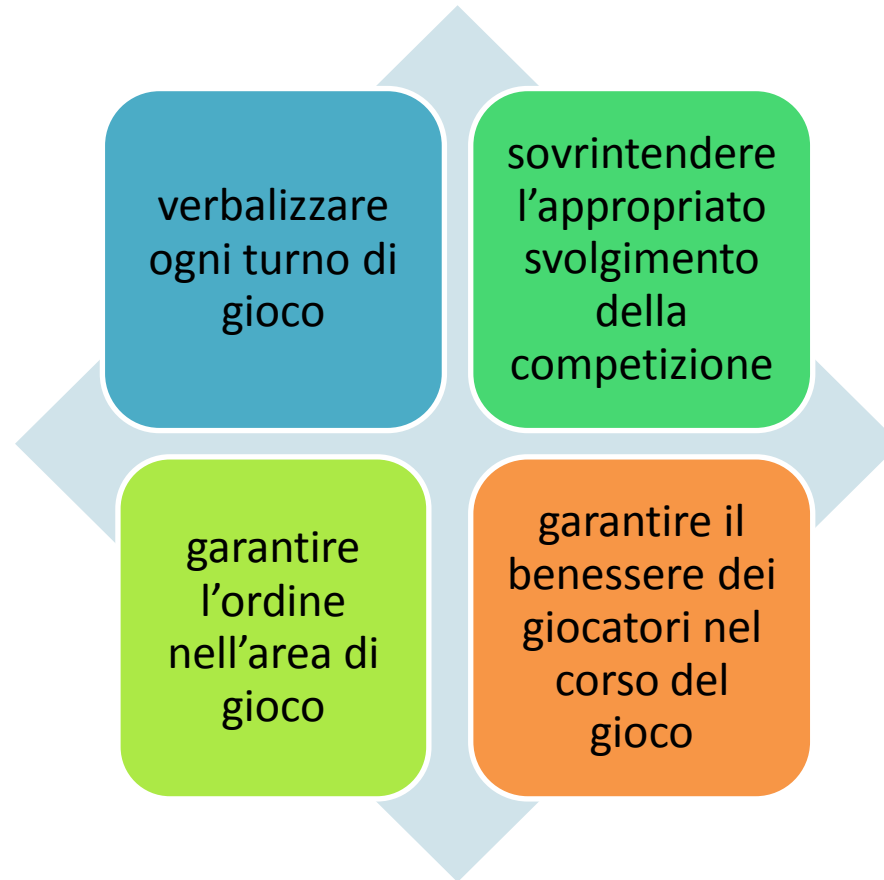 verbalizzare
ogni turno di
gioco
sovrintendere
l’appropriato
svolgimento
della
competizione
garantire
l’ordine
nell’area di
gioco
garantire il
benessere dei
giocatori nel
corso del
gioco